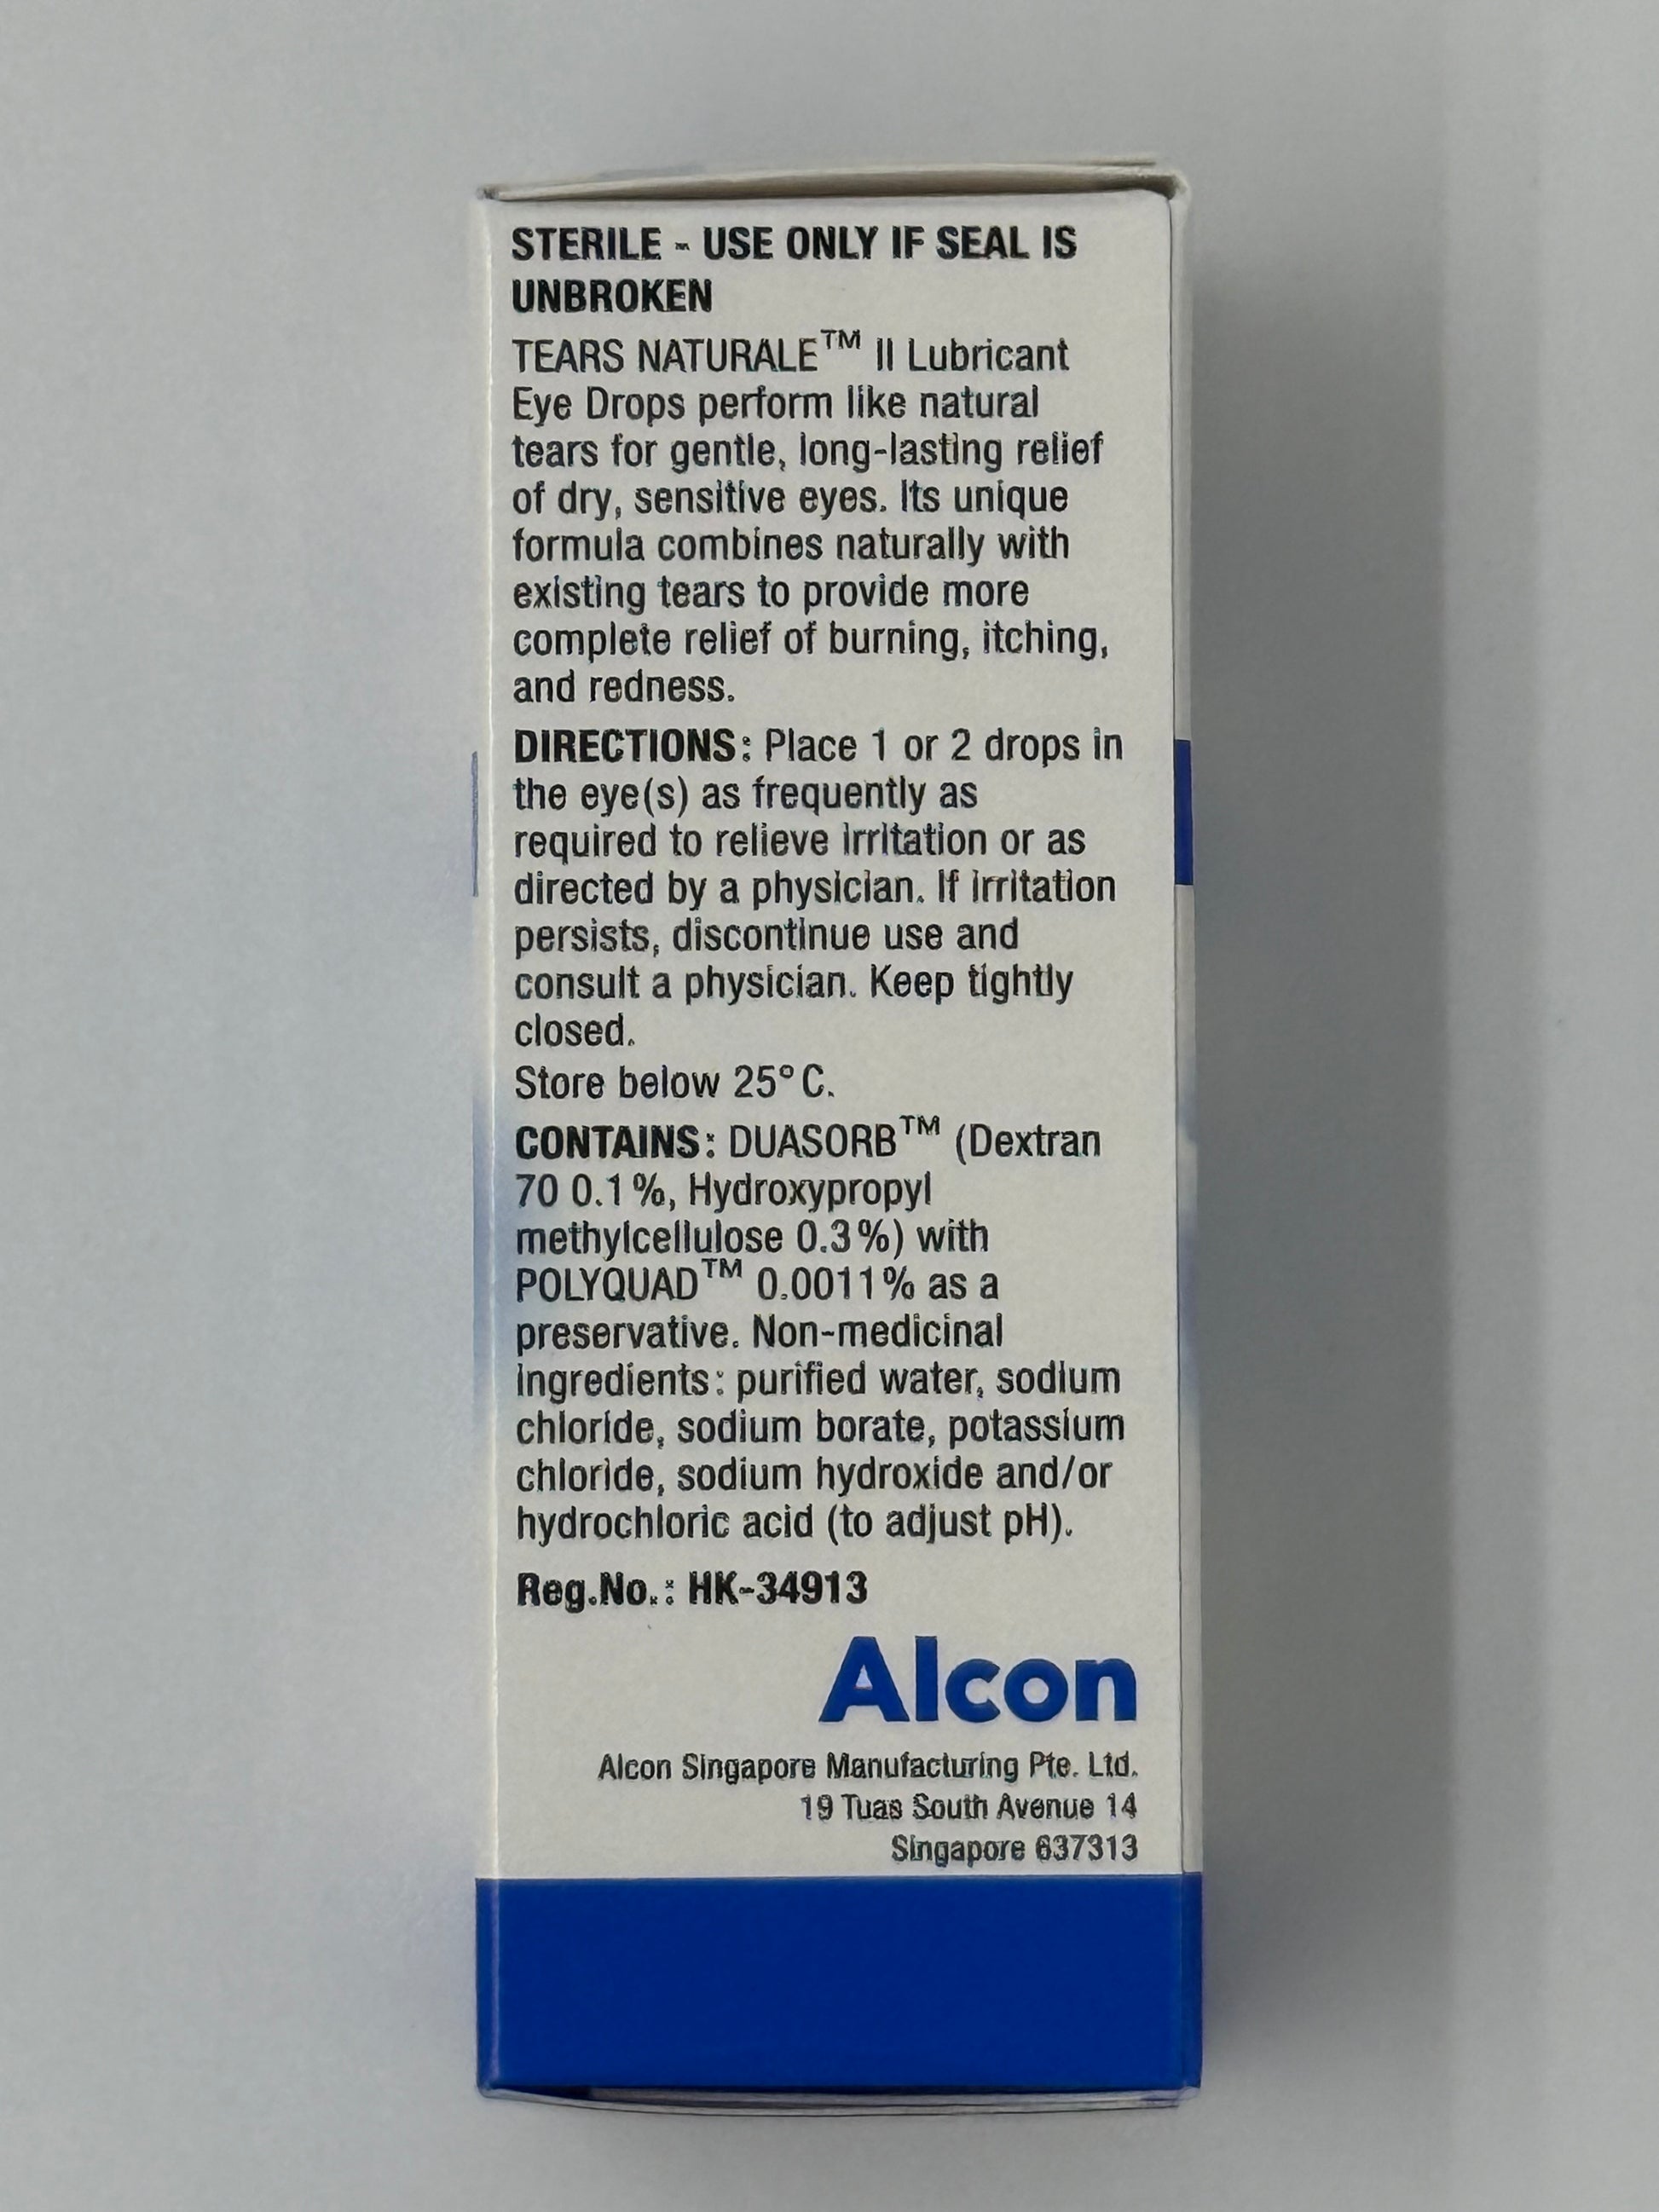 STERILE - USE ONLY IF SEAL IS
UNBROKEN
TEARS NATURALE™ II Lubricant
Eye Drops perform like natural
tears for gentle, long-lasting relief
of dry, sensitive eyes. Its unique
formula combines naturally with
existing tears to provide more
complete relief of burning, itching,
and redness.
DIRECTIONS: Place 1 or 2 drops in
the eye(s) as frequently as
required to relieve irritation or as
directed by a physician. If irritation
persists, discontinue use and
consult a physician. Keep tightly
closed.
Store below 25°C.
CONTAINS: DUASORB™ (Dextran
70 0.1%, Hydroxypropyl
methylcellulose 0.3%) with
POLYQUAD™ 0.0011% as a
preservative. Non-medicinal
ingredients: purified water, sodium
chloride, sodium borate, potassium
chloride, sodium hydroxide and/or
hydrochloric acid (to adjust pH).
Reg.No.: HK-34913
Alcon
Alcon Singapore Manufacturing Pte. Ltd.
19 Tuas South Avenue 14
Singapore 637313